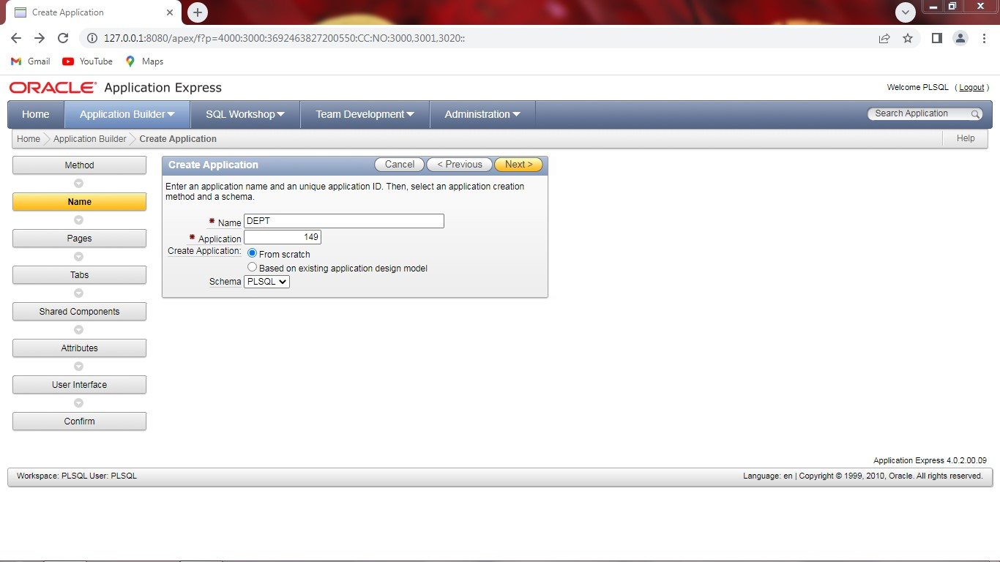 Create Application
127.0.0.1:8080/apex/f?p=4000:3000:3692463827200550:CC:NO:3000,3001,3020::
Gmail YouTube Maps
ORACLE Application Express
Welcome PLSQL ( Logout )
Home Application Builder SQL Workshop Team Development Administration Search Application
Home Application Builder Create Application Help
Method
Name
Pages
Tabs
Shared Components
Attributes
User Interface
Confirm
Create Application Cancel < Previous Next >
Enter an application name and an unique application ID. Then, select an application creation
method and a schema.
* Name DEPT
* Application 149
Create Application: From scratch
Based on existing application design model
Schema PLSQL
Application Express 4.0.2.00.09
Workspace: PLSQL User: PLSQL Language: en | Copyright © 1999, 2010, Oracle. All rights reserved.